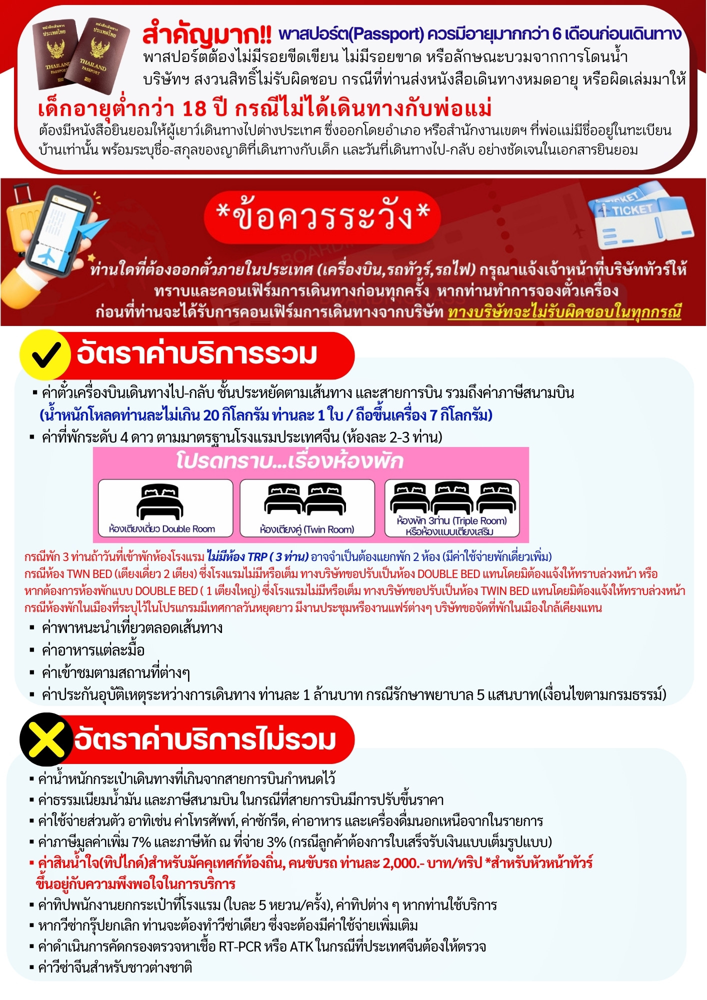 หนังสือเดินทาง
ประเทศไทย
THAILAND
PASSPORT
หนังสือเดินทาง
ประเทศไทย
THAILAND
PASSPORT
สำคัญมาก!! พาสปอร์ต(Passport) ควรมีอายุมากกว่า 6 เดือนก่อนเดินทาง
พาสปอร์ตต้องไม่มีรอยขีดเขียน ไม่มีรอยขาด หรือลักษณะบวมจากการโดนน้ำ
บริษัทฯ สงวนสิทธิ์ไม่รับผิดชอบ กรณีที่ท่านส่งหนังสือเดินทางหมดอายุ หรือผิดเล่มมาให้
เด็กอายุต่ำกว่า 18 ปี กรณีไม่ได้เดินทางกับพ่อแม่
ต้องมีหนังสือยินยอมให้ผู้เยาว์เดินทางไปต่างประเทศ ซึ่งออกโดยอำเภอ หรือสำนักงานเขตฯ ที่พ่อแม่มีชื่ออยู่ในทะเบียน
บ้านเท่านั้น พร้อมระบุชื่อ-สกุลของญาติที่เดินทางกับเด็ก และวันที่เดินทางไป-กลับ อย่างชัดเจนในเอกสารยินยอม
*ข้อควรระวัง*
TICKET
TICKET
BOARDING
ท่านใดที่ต้องออกตั๋วภายในประเทศ (เครื่องบิน,รถทัวร์,รถไฟ) กรุณาแจ้งเจ้าหน้าที่บริษัททัวร์ให้
ทราบและคอนเฟิร์มการเดินทางก่อนทุกครั้ง หากท่านทำการจองตั๋วเครื่อง
BOARDING PASS
ก่อนที่ท่านจะได้รับการคอนเฟิร์มการเดินทางจากบริษัท ทางบริษัทจะไม่รับผิดชอบในทุกกรณี
อัตราค่าบริการรวม
▪ ค่าตั๋วเครื่องบินเดินทางไป-กลับ ชั้นประหยัดตามเส้นทาง และสายการบิน รวมถึงค่าภาษีสนามบิน
(น้ำหนักโหลดท่านละไม่เกิน 20 กิโลกรัม ท่านละ 1 ใบ / ถือขึ้นเครื่อง 7 กิโลกรัม)
▪ ค่าที่พักระดับ 4 ดาว ตามมาตรฐานโรงแรมประเทศจีน (ห้องละ 2-3 ท่าน)
โปรดทราบ...เรื่องห้องพัก
ห้องเตียงเดี่ยว Double Room
ห้องเตียงคู่ (Twin Room)
ห้องพัก 3ท่าน (Triple Room)
หรือห้องแบบเตียงเสริม
กรณีพัก 3 ท่านถ้าวันที่เข้าพักห้องโรงแรม ไม่มีห้อง TRP ( 3 ท่าน) อาจจำเป็นต้องแยกพัก 2 ห้อง (มีค่าใช้จ่ายพักเดี่ยวเพิ่ม)
กรณีห้อง TWN BED (เตียงเดี่ยว 2 เตียง) ซึ่งโรงแรมไม่มีหรือเต็ม ทางบริษัทขอปรับเป็นห้อง DOUBLE BED แทนโดยมิต้องแจ้งให้ทราบล่วงหน้า หรือ
หากต้องการห้องพักแบบ DOUBLE BED ( 1 เตียงใหญ่) ซึ่งโรงแรมไม่มีหรือเต็ม ทางบริษัทขอปรับเป็นห้อง TWIN BED แทนโดยมิต้องแจ้งให้ทราบล่วงหน้า
กรณีห้องพักในเมืองที่ระบุไว้ในโปรแกรมมีเทศกาลวันหยุดยาว มีงานประชุมหรืองานแฟร์ต่างๆ บริษัทขอจัดที่พักในเมืองใกล้เคียงแทน
▪ ค่าพาหนะนำเที่ยวตลอดเส้นทาง
▪ ค่าอาหารแต่ละมื้อ
▪ ค่าเข้าชมตามสถานที่ต่างๆ
▪ ค่าประกันอุบัติเหตุระหว่างการเดินทาง ท่านละ 1 ล้านบาท กรณีรักษาพยาบาล 5 แสนบาท(เงื่อนไขตามกรมธรรม์)
อัตราค่าบริการไม่รวม
▪ ค่าน้ำหนักกระเป๋าเดินทางที่เกินจากสายการบินกำหนดไว้
▪ ค่าธรรมเนียมน้ำมัน และภาษีสนามบิน ในกรณีที่สายการบินมีการปรับขึ้นราคา
▪ ค่าใช้จ่ายส่วนตัว อาทิเช่น ค่าโทรศัพท์, ค่าซักรีด, ค่าอาหาร และเครื่องดื่มนอกเหนือจากในรายการ
▪ ค่าภาษีมูลค่าเพิ่ม 7% และภาษีหัก ณ ที่จ่าย 3% (กรณีลูกค้าต้องการใบเสร็จรับเงินแบบเต็มรูปแบบ)
▪ ค่าสินน้ำใจ(ทิปไกด์)สำหรับมัคคุเทศก์ท้องถิ่น, คนขับรถ ท่านละ 2,000.- บาท/ทริป *สำหรับหัวหน้าทัวร์
ขึ้นอยู่กับความพึงพอใจในการบริการ
▪ ค่าทิปพนักงานยกกระเป๋าที่โรงแรม (ใบละ 5 หยวน/ครั้ง), ค่าทิปต่าง ๆ หากท่านใช้บริการ
▪ หากวีซ่ากรุ๊ปยกเลิก ท่านจะต้องทำวีซ่าเดียว ซึ่งจะต้องมีค่าใช้จ่ายเพิ่มเติม
▪ ค่าดำเนินการคัดกรองตรวจหาเชื้อ RT-PCR หรือ ATK ในกรณีที่ประเทศจีนต้องให้ตรวจ
▪ ค่าวีซ่าจีนสำหรับชาวต่างชาติ